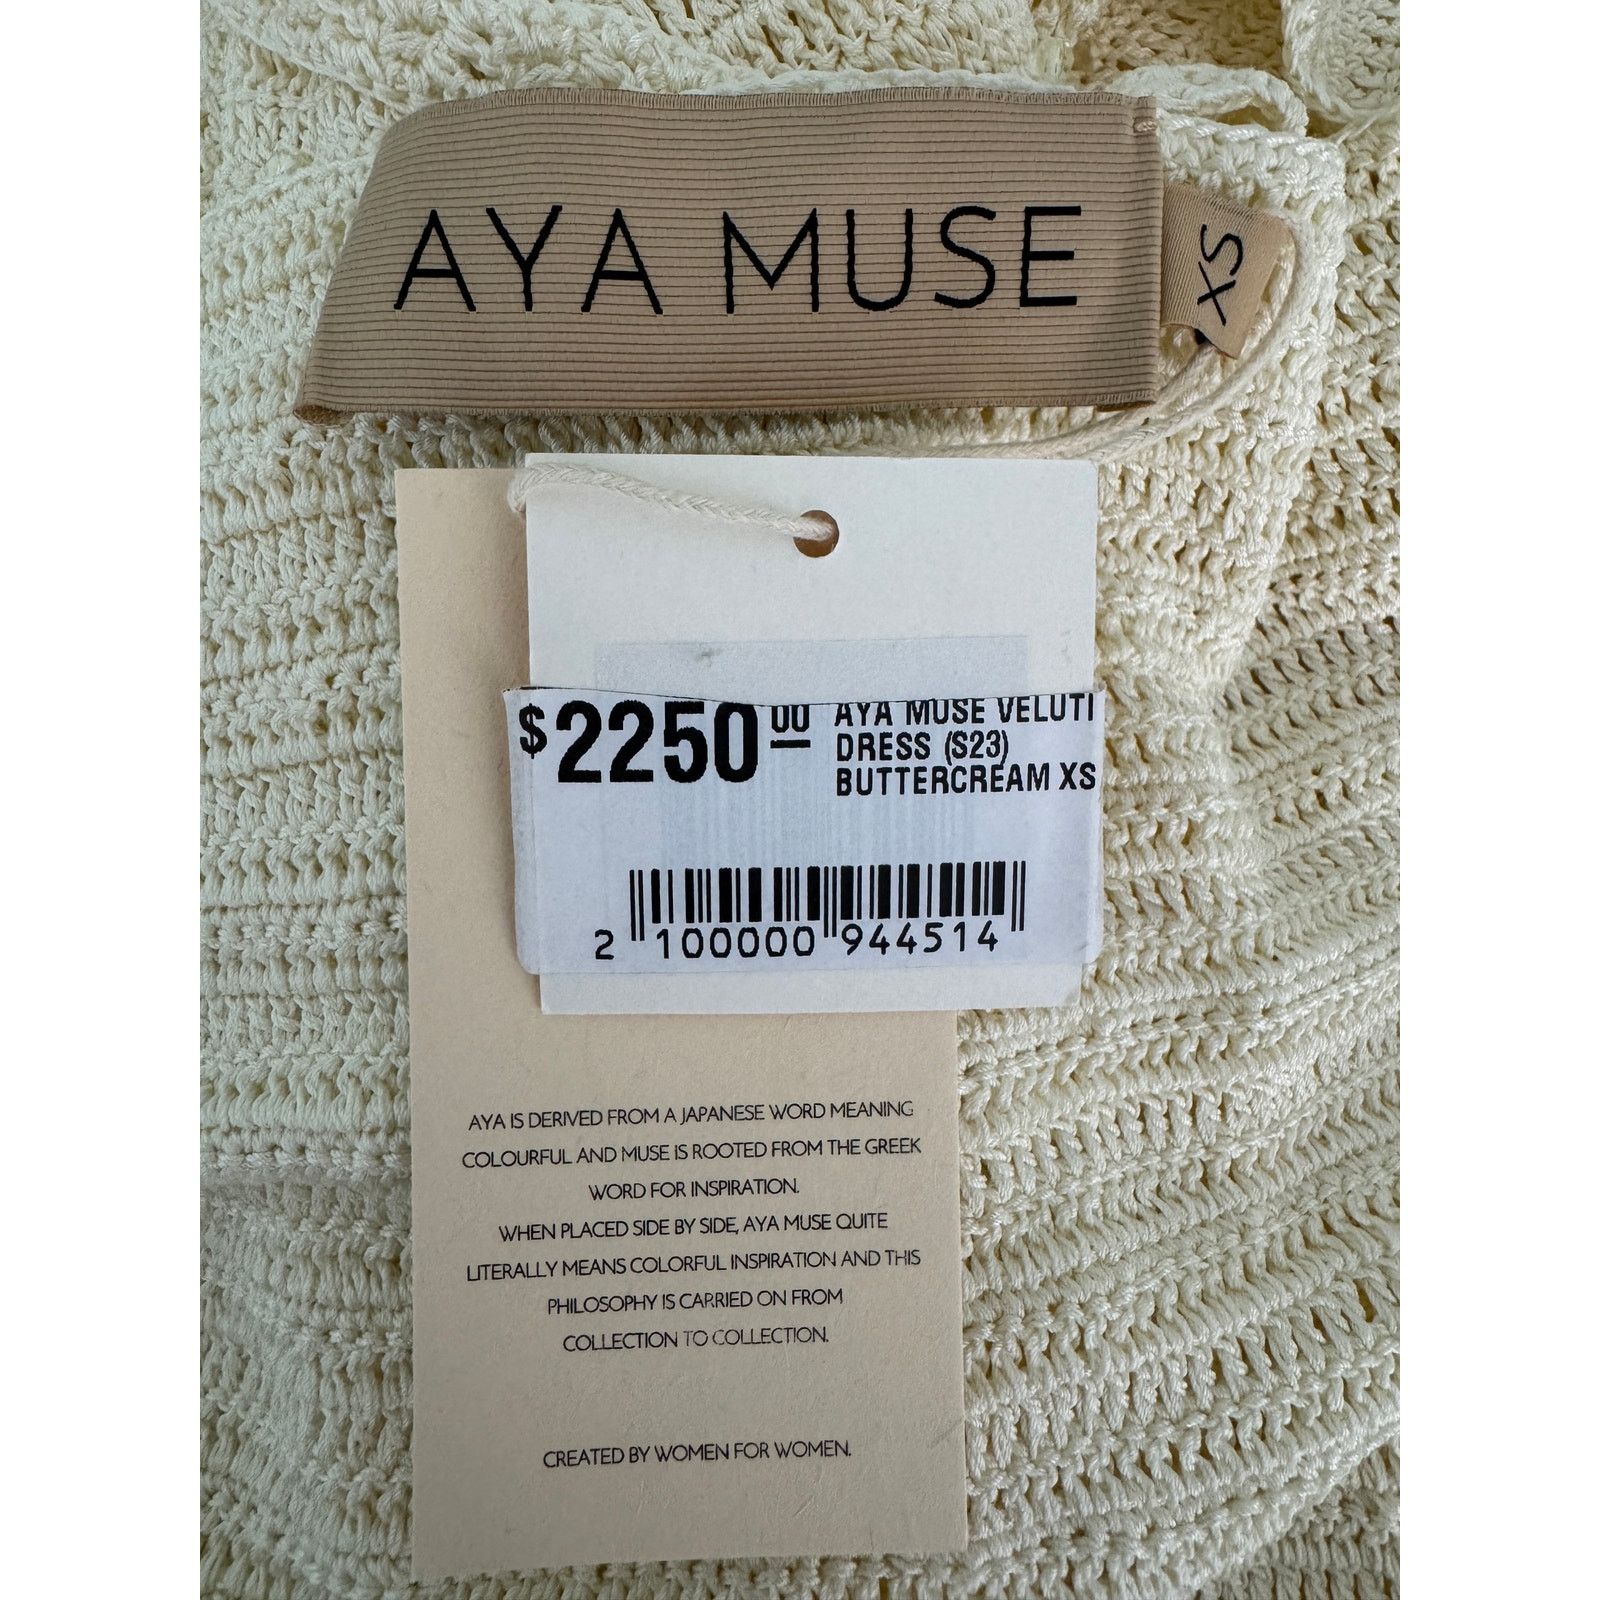 AYA MUSE
XS
$2250 00
AYA MUSE VELUTI
DRESS (S23)
BUTTERCREAM XS
2 100000 944514
AYA IS DERIVED FROM A JAPANESE WORD MEANING
COLOURFUL AND MUSE IS ROOTED FROM THE GREEK
WORD FOR INSPIRATION.
WHEN PLACED SIDE BY SIDE, AYA MUSE QUITE
LITERALLY MEANS COLORFUL INSPIRATION AND THIS
PHILOSOPHY IS CARRIED ON FROM
COLLECTION TO COLLECTION.
CREATED BY WOMEN FOR WOMEN.